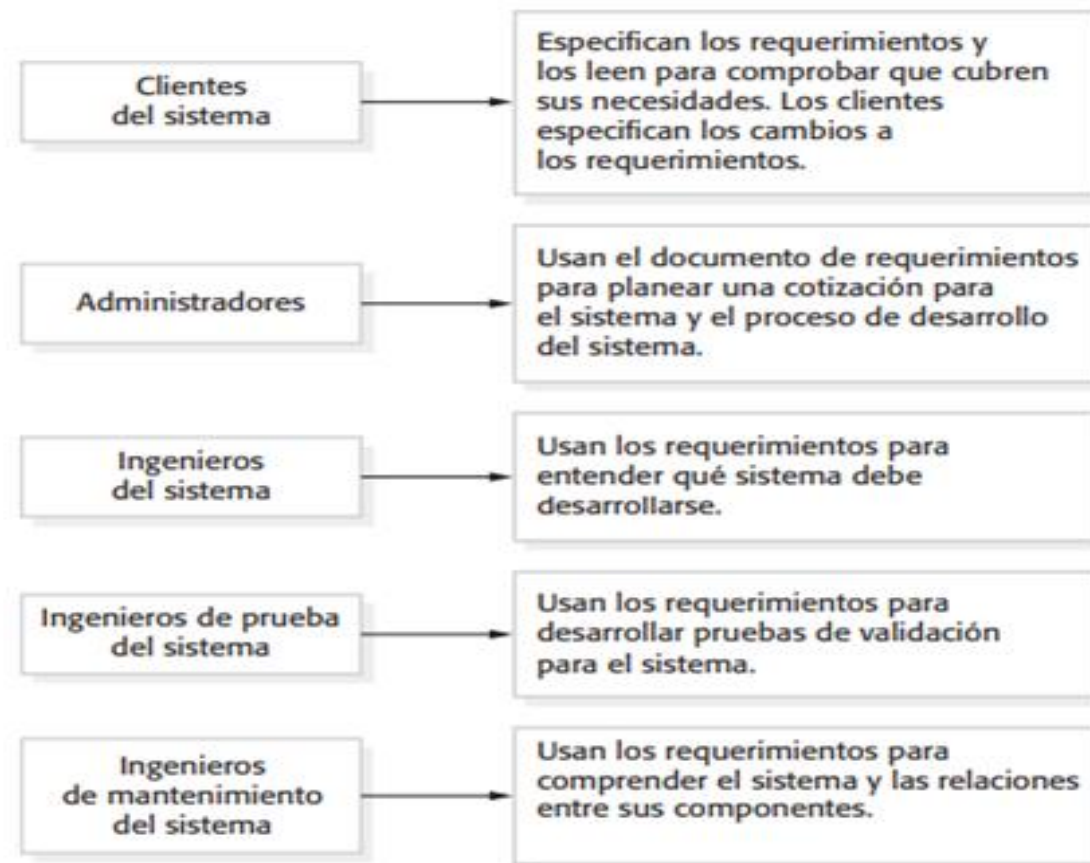 Clientes
del sistema
Especifican los requerimientos y
los leen para comprobar que cubren
sus necesidades. Los clientes
especifican los cambios a
los requerimientos.
Administradores
Usan el documento de requerimientos
para planear una cotización para
el sistema y el proceso de desarrollo
del sistema.
Ingenieros
del sistema
Usan los requerimientos para
entender qué sistema debe
desarrollarse.
Ingenieros de prueba
del sistema
Usan los requerimientos para
desarrollar pruebas de validación
para el sistema.
Ingenieros
de mantenimiento
del sistema
Usan los requerimientos para
comprender el sistema y las relaciones
entre sus componentes.